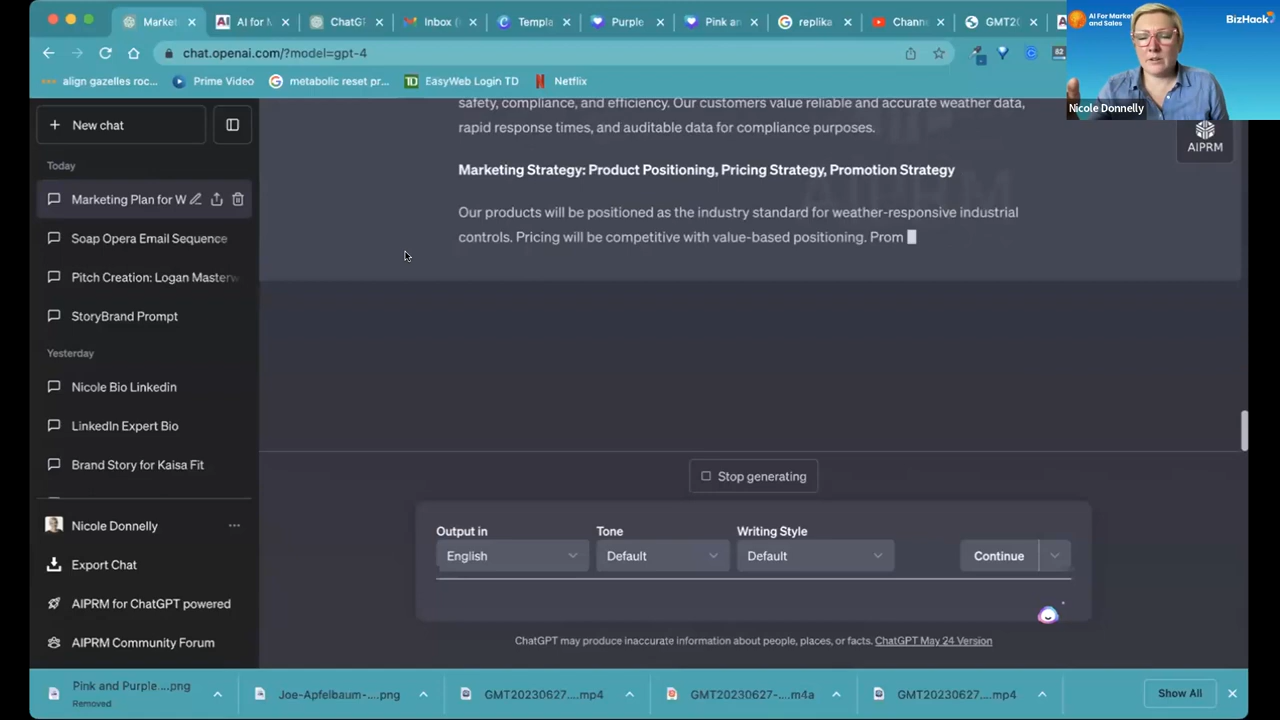 Market
AI for M
ChatGP
Inbox (
Templa
Purple
Pink an
replika
Chann
GMT20
chat.openai.com/?model=gpt-4
align gazelles roc...
Prime Video
metabolic reset pr...
EasyWeb Login TD
Netflix
AI For Market
and Sales
BizHack
Nicole Donnelly
New chat
AIPRM
Today
Marketing Plan for W
Soap Opera Email Sequence
Pitch Creation: Logan Masterw
StoryBrand Prompt
Yesterday
Nicole Bio Linkedin
LinkedIn Expert Bio
Brand Story for Kaisa Fit
Nicole Donnelly
Export Chat
AIPRM for ChatGPT powered
AIPRM Community Forum
safety, compliance, and efficiency. Our customers value reliable and accurate weather data,
rapid response times, and auditable data for compliance purposes.
Marketing Strategy: Product Positioning, Pricing Strategy, Promotion Strategy
Our products will be positioned as the industry standard for weather-responsive industrial
controls. Pricing will be competitive with value-based positioning. Prom
Stop generating
Output in
Tone
Writing Style
English
Default
Default
Continue
ChatGPT may produce inaccurate information about people, places, or facts. ChatGPT May 24 Version
Pink and Purple....png
Removed
Joe-Apfelbaum-....png
GMT20230627-....mp4
GMT20230627-....m4a
GMT20230627....mp4
Show All